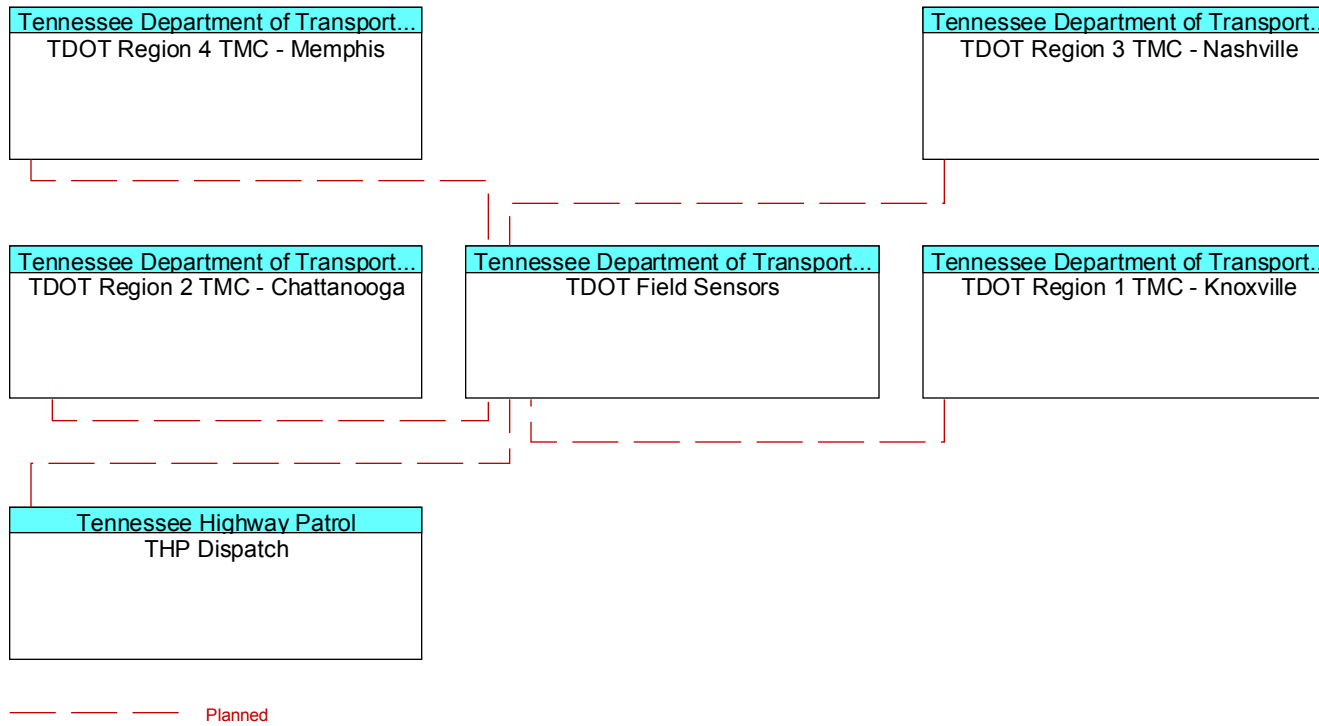 Tennessee Department of Transport...
TDOT Region 4 TMC - Memphis
Tennessee Department of Transport...
TDOT Region 3 TMC - Nashville
Tennessee Department of Transport...
TDOT Region 2 TMC - Chattanooga
Tennessee Department of Transport...
TDOT Field Sensors
Tennessee Department of Transport...
TDOT Region 1 TMC - Knoxville
Tennessee Highway Patrol
THP Dispatch
Planned